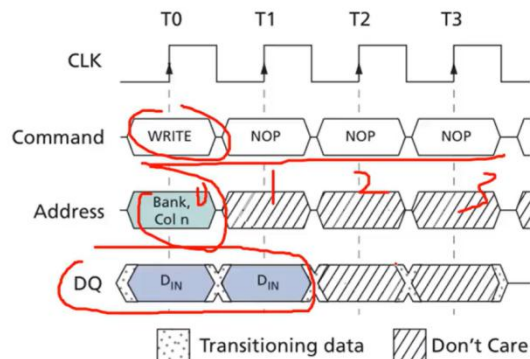 T0 T1 T2 T3
CLK
Command WRITE NOP NOP NOP
0 1 2 3
Address Bank,
Col n
DQ DIN DIN
Transitioning data Don't Care